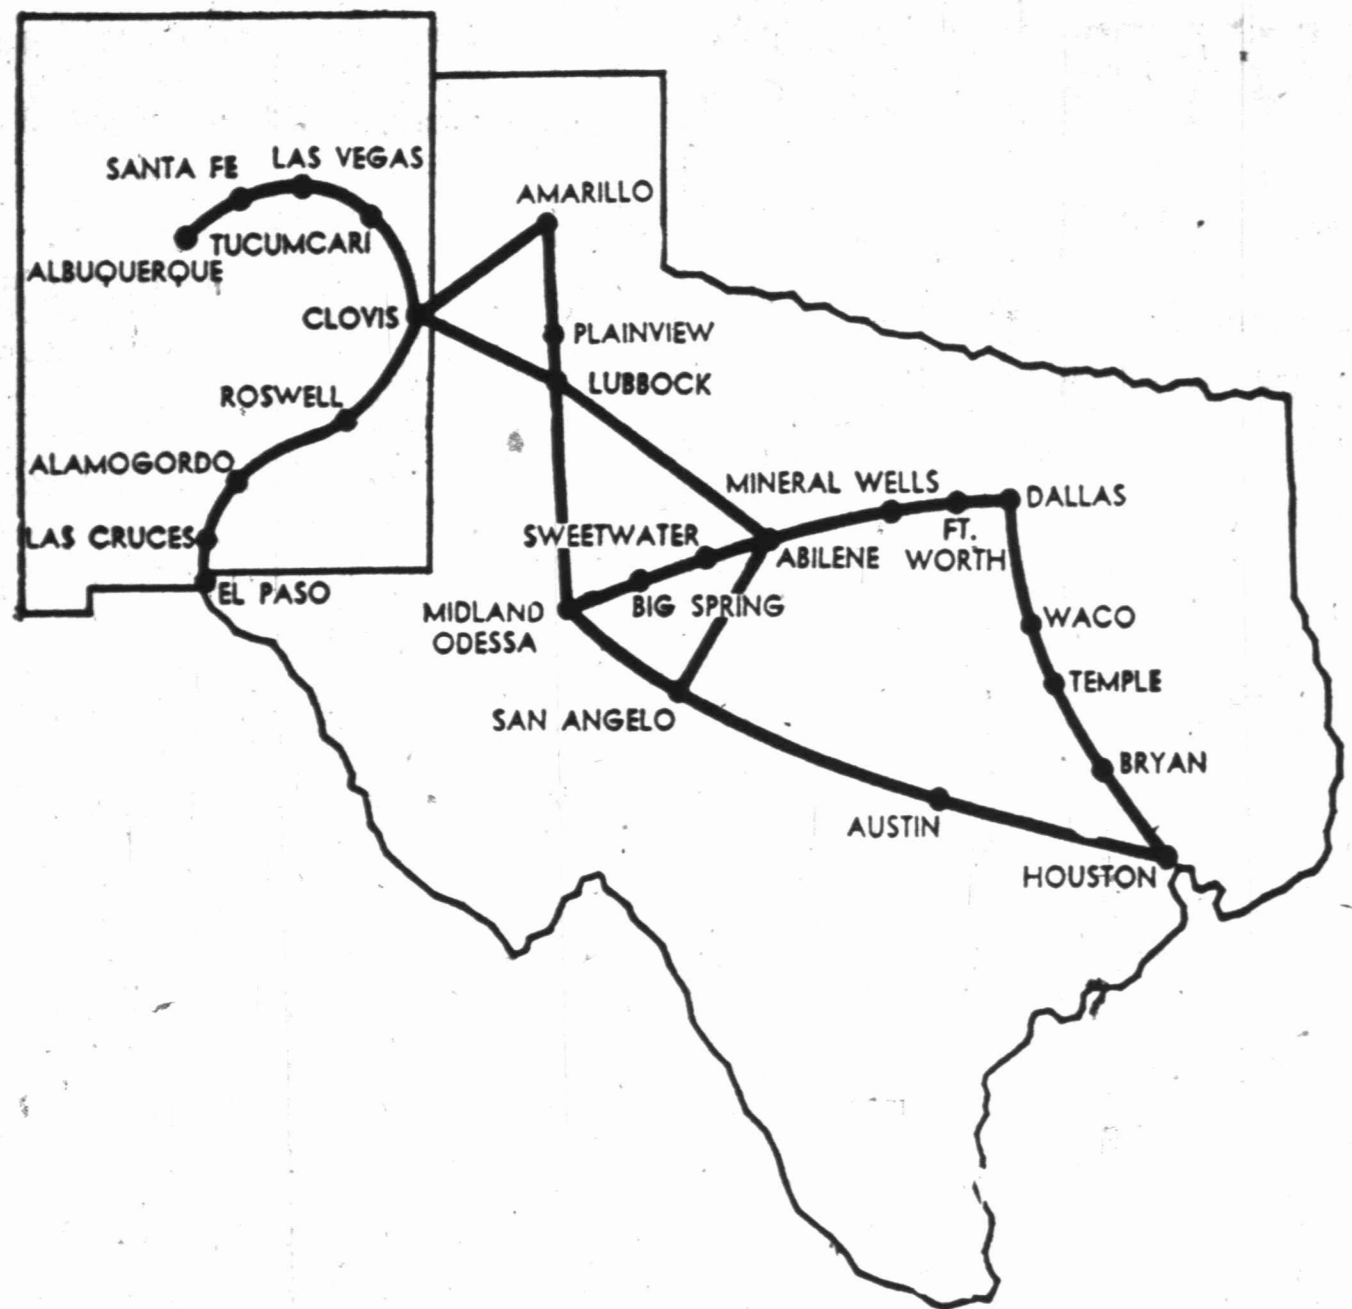 SANTA FE
LAS VEGAS
AMARILLO
TUCUMCARI
ALBUQUERQUE
CLOVIS
PLAINVIEW
LUBBOCK
ROSWELL
ALAMOGORDO
MINERAL WELLS
DALLAS
LAS CRUCES
SWEETWATER
FT.
WORTH
ABILENE
EL PASO
BIG SPRING
MIDLAND
ODESSA
WACO
TEMPLE
SAN ANGELO
BRYAN
AUSTIN
HOUSTON